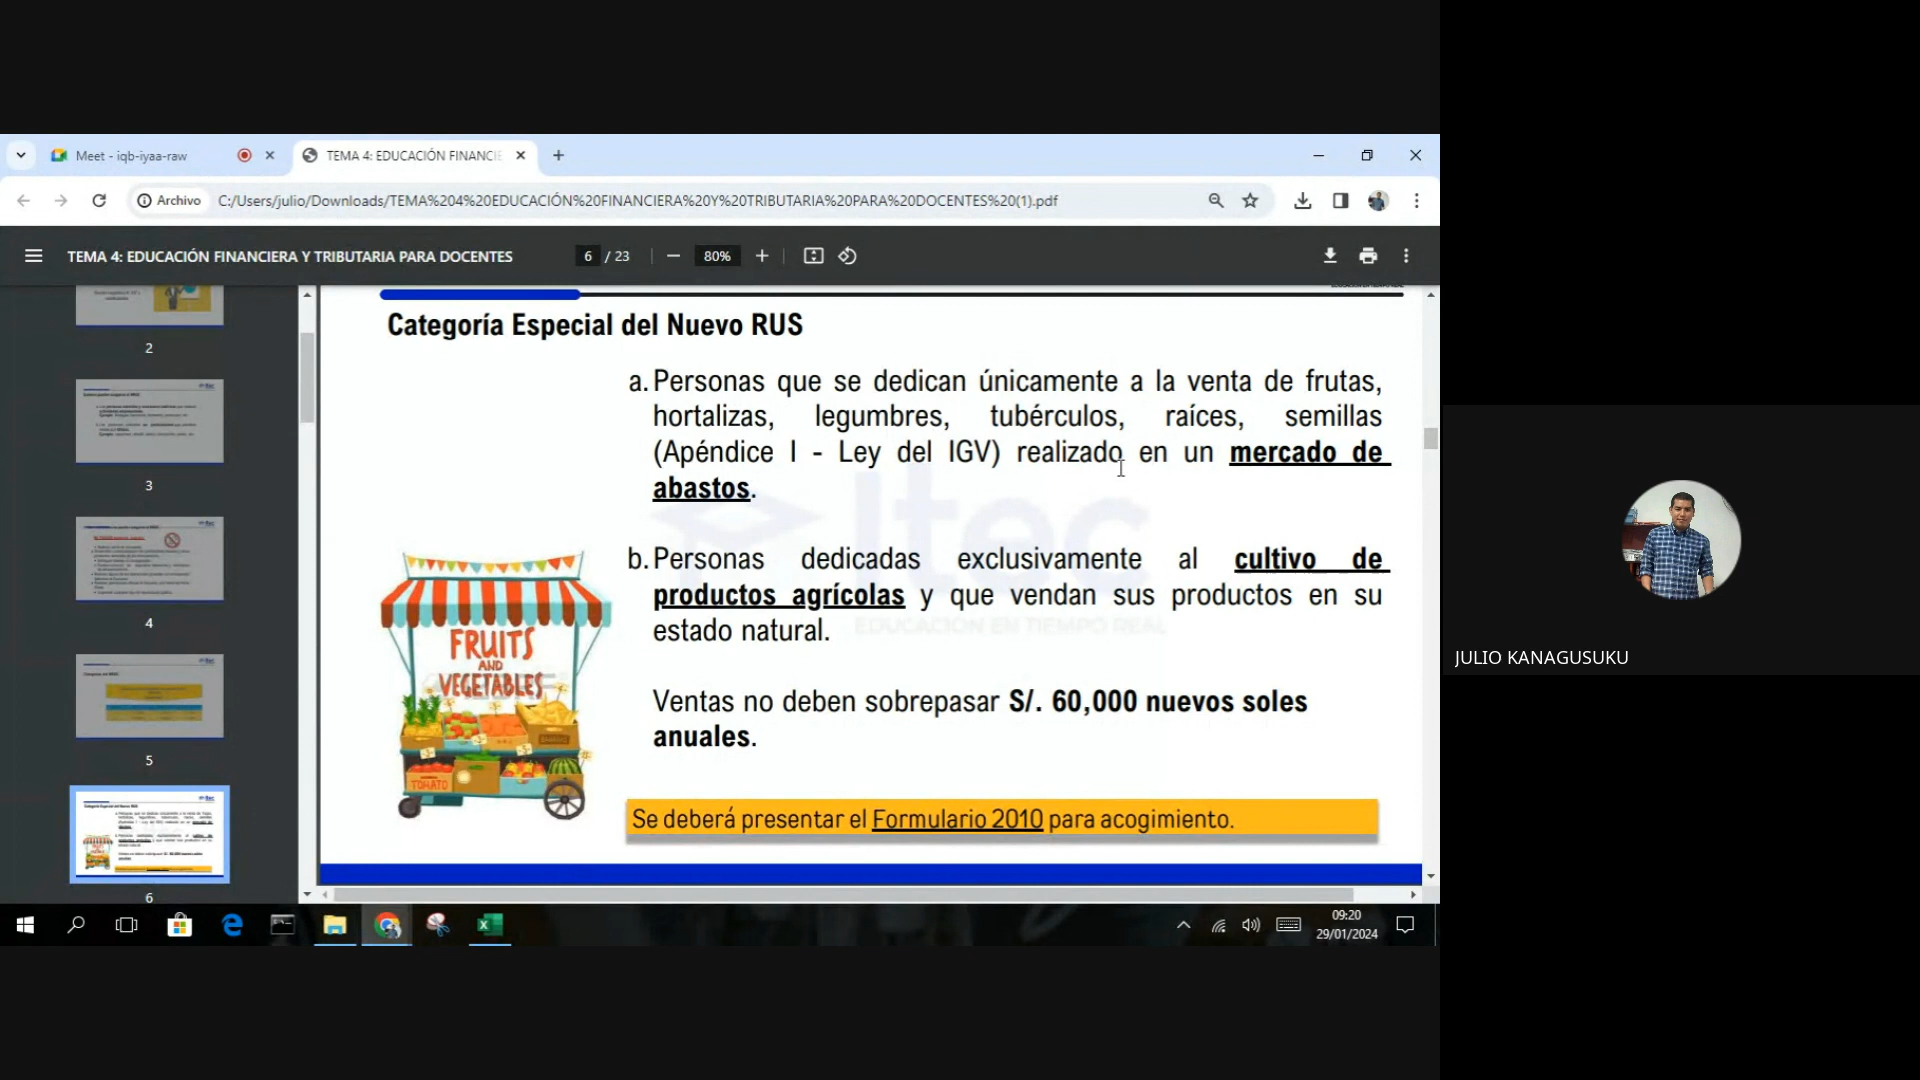 Meet - iqb-iyaa-raw
TEMA 4: EDUCACIÓN FINANCIE
Archivo
C:/Users/julio/Downloads/TEMA%204%20EDUCACIÓN%20FINANCIERA%20Y%20TRIBUTARIA%20PARA%20DOCENTES%20(1).pdf
TEMA 4: EDUCACIÓN FINANCIERA Y TRIBUTARIA PARA DOCENTES
6 / 23
80%
2
3
4
5
6
Categoría Especial del Nuevo RUS
a. Personas que se dedican únicamente a la venta de frutas,
hortalizas, legumbres, tubérculos, raíces, semillas
(Apéndice I - Ley del IGV) realizado en un mercado de
abastos.
b. Personas dedicadas exclusivamente al cultivo de
productos agrícolas y que vendan sus productos en su
estado natural.
Ventas no deben sobrepasar S/. 60,000 nuevos soles
anuales.
Se deberá presentar el Formulario 2010 para acogimiento.
FRUITS
AND
VEGETABLES
TOMATO
Itec
EDUCACIÓN EN TIEMPO REAL
09:20
29/01/2024
JULIO KANAGUSUKU